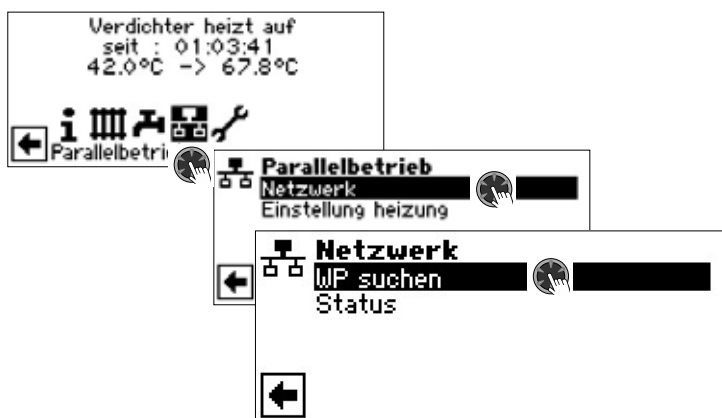 Verdichter heizt auf
seit : 01:03:41
42.0°C -> 67.8°C
Parallelbetri
Parallelbetrieb
Netzwerk
Einstellung heizung
Netzwerk
WP suchen
Status